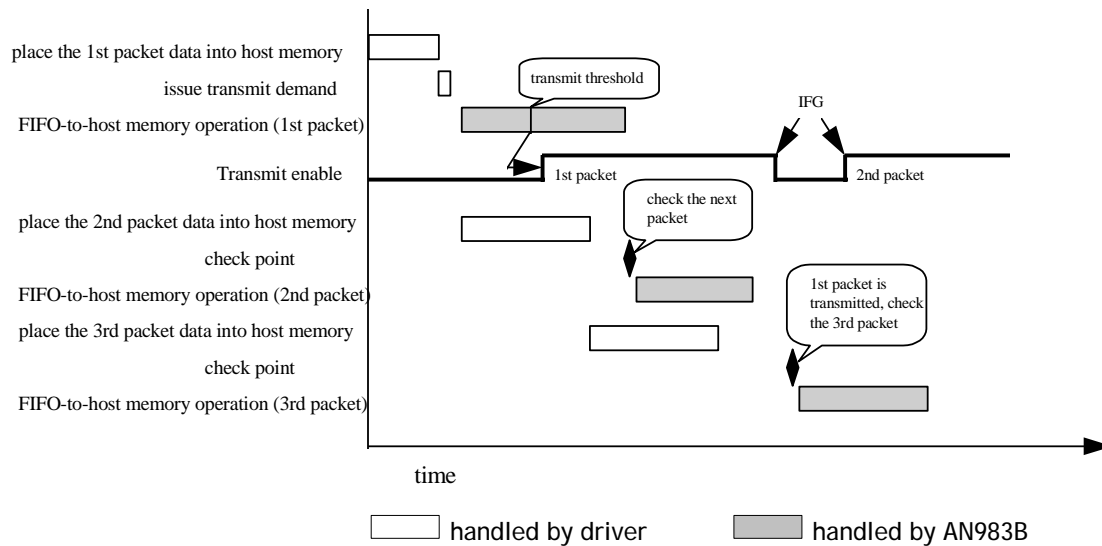 place the 1st packet data into host memory
issue transmit demand
transmit threshold
FIFO-to-host memory operation (1st packet)
IFG
Transmit enable
1st packet
2nd packet
check the next
packet
place the 2nd packet data into host memory
check point
FIFO-to-host memory operation (2nd packet)
1st packet is
transmitted, check
the 3rd packet
place the 3rd packet data into host memory
check point
FIFO-to-host memory operation (3rd packet)
time
handled by driver
handled by AN983B